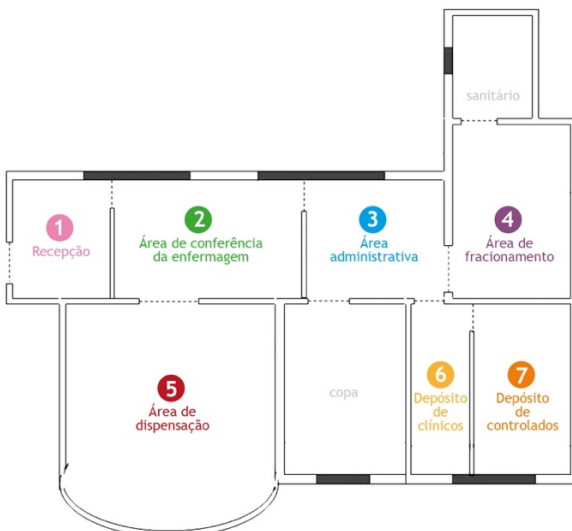 sanitário
1
Recepção
2
Área de conferência
da enfermagem
3
Área
administrativa
4
Área de
fracionamento
5
Área de
dispensação
copa
6
Depósito
de
clínicos
7
Depósito
de
controlados